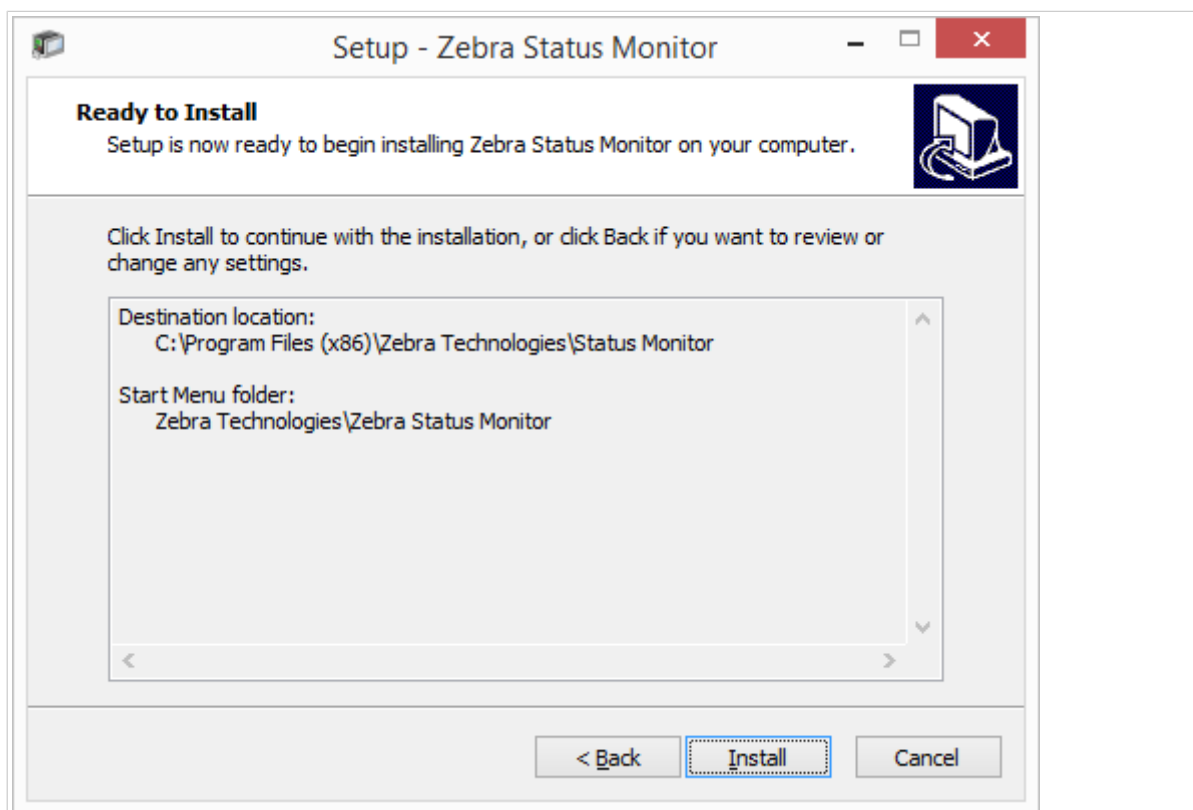 Setup - Zebra Status Monitor
Ready to Install
Setup is now ready to begin installing Zebra Status Monitor on your computer.
Click Install to continue with the installation, or click Back if you want to review or
change any settings.
Destination location:
C:\Program Files (x86)\Zebra Technologies\Status Monitor
Start Menu folder:
Zebra Technologies\Zebra Status Monitor
< Back
Install
Cancel